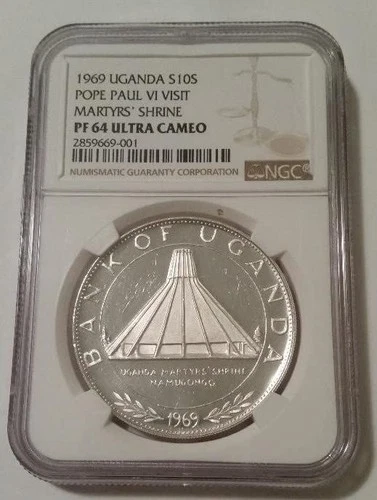 1969 UGANDA S10S
POPE PAUL VI VISIT
MARTYRS' SHRINE
PF 64 ULTRA CAMEO
2859669-001
NUMISMATIC GUARANTY CORPORATION
NGC®
BANK OF UGANDA
UGANDA MARTYRS' SHRINE
NAMUGONGO
1969